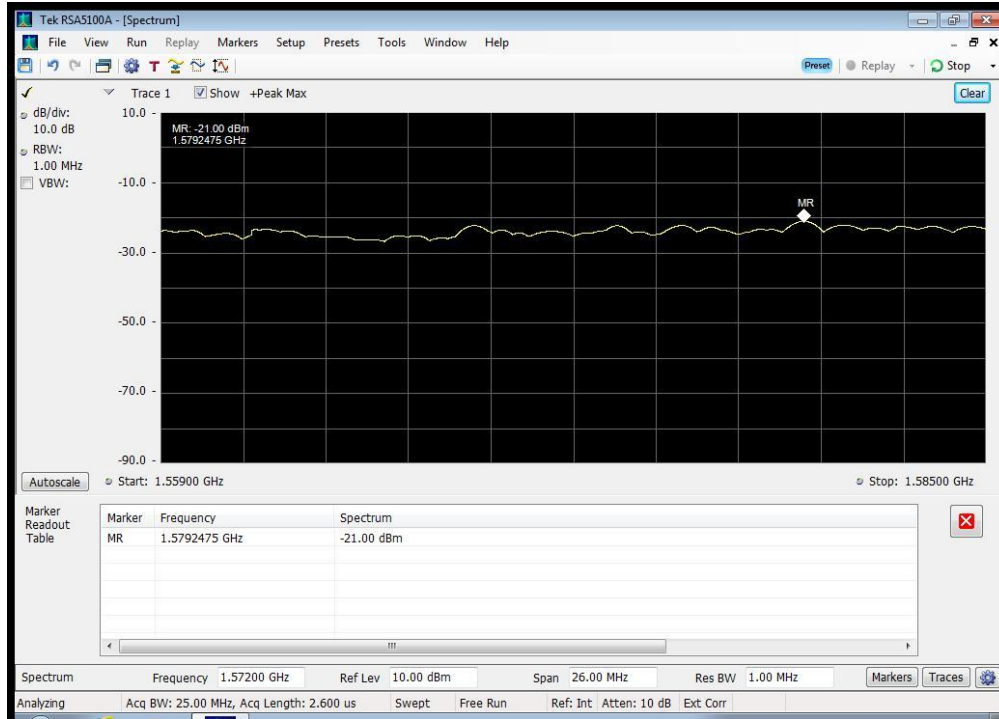 Tek RSA5100A - [Spectrum]
File View Run Replay Markers Setup Presets Tools Window Help
T
Preset Replay Stop
Trace 1 Show +Peak Max Clear
dB/div:
10.0 dB
RBW:
1.00 MHz
VBW:
10.0 -
MR: -21.00 dBm
1.5792475 GHz
-10.0 -
MR
-30.0 -
-50.0 -
-70.0 -
-90.0 -
Autoscale Start: 1.55900 GHz Stop: 1.58500 GHz
Marker
Readout
Table
Marker Frequency Spectrum
MR 1.5792475 GHz -21.00 dBm
Spectrum Frequency 1.57200 GHz Ref Lev 10.00 dBm Span 26.00 MHz Res BW 1.00 MHz Markers Traces
Analyzing Acq BW: 25.00 MHz, Acq Length: 2.600 us Swept Free Run Ref: Int Atten: 10 dB Ext Corr